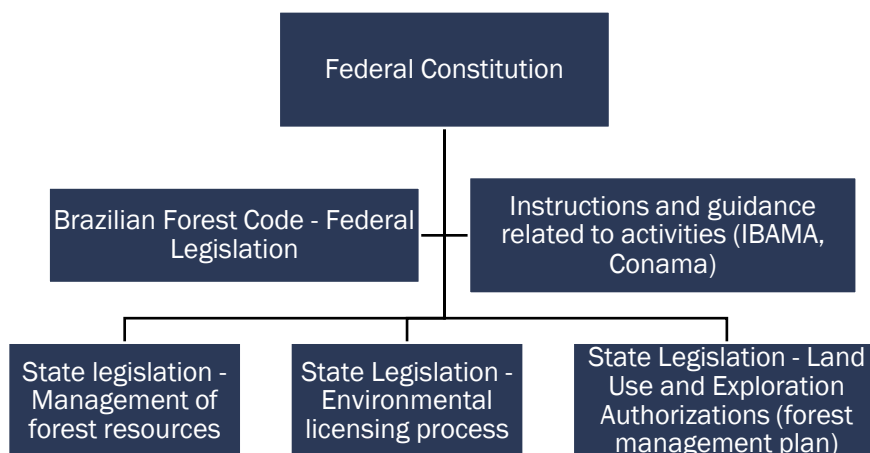 Federal Constitution
Brazilian Forest Code - Federal
Legislation
Instructions and guidance
related to activities (IBAMA,
Conama)
State legislation -
Management of
forest resources
State Legislation -
Environmental
licensing process
State Legislation - Land
Use and Exploration
Authorizations (forest
management plan)